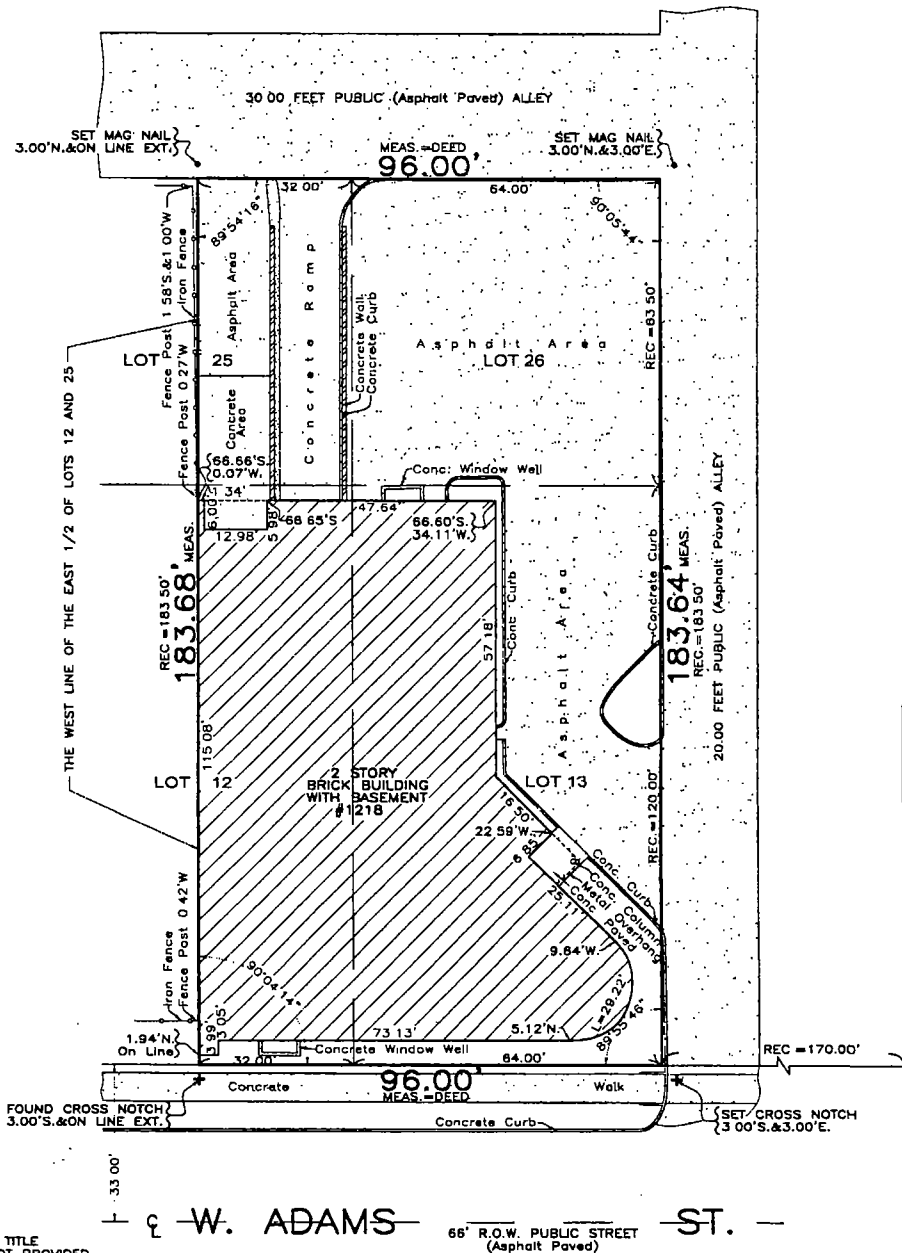 30 00 FEET PUBLIC (Asphalt Paved) ALLEY
SET MAG NAIL
3.00'N.&ON LINE EXT.
SET MAG NAIL
3.00'N.&3.00'E.
MEAS.=DEED
96.00'
32 00'
64.00'
89°54'16"
90°05'44"
Fence Post 1 58'S.&1 00'W
Iron Fence
Asphalt Area
Concrete Ramp
Concrete Wall
Concrete Curb
Asphalt Area
REC =63 50'
LOT 25
LOT 26
THE WEST LINE OF THE EAST 1/2 OF LOTS 12 AND 25
Fence Post 0.27'W
Concrete Area
66.66'S.
0.07'W.
1 34'
6.00'
12.98'
5 98'
66 65'S
47.64'
Conc. Window Well
66.60'S.
34.11'W.
REC =183 50'
183.68' MEAS.
Conc Curb
57 18'
Asphalt Area
Concrete Curb
183.64' MEAS.
REC.=183 50'
20.00 FEET PUBLIC (Asphalt Paved) ALLEY
115 08'
LOT 12
2 STORY
BRICK BUILDING
WITH BASEMENT
#1218
LOT 13
REC.=120.00'
16 50'
22 59'W.
6 85'
25.11'
Conc. Curb
Conc. Column
Metal Overhang
Conc Paved
9.84'W.
L=29.22'
Iron Fence
Fence Post 0.42'W
90°04'14"
89°55'46"
1.94'N.
On Line
3 99'
3 05'
73 13'
5.12'N.
Concrete Window Well
32.00'
64.00'
REC =170.00'
Concrete
96.00'
Walk
MEAS.=DEED
FOUND CROSS NOTCH
3.00'S.&ON LINE EXT.
Concrete Curb
SET CROSS NOTCH
3 00'S.&3.00'E.
33 00'
W. ADAMS ST.
66' R.O.W. PUBLIC STREET
(Asphalt Paved)
TITLE
PROVIDED